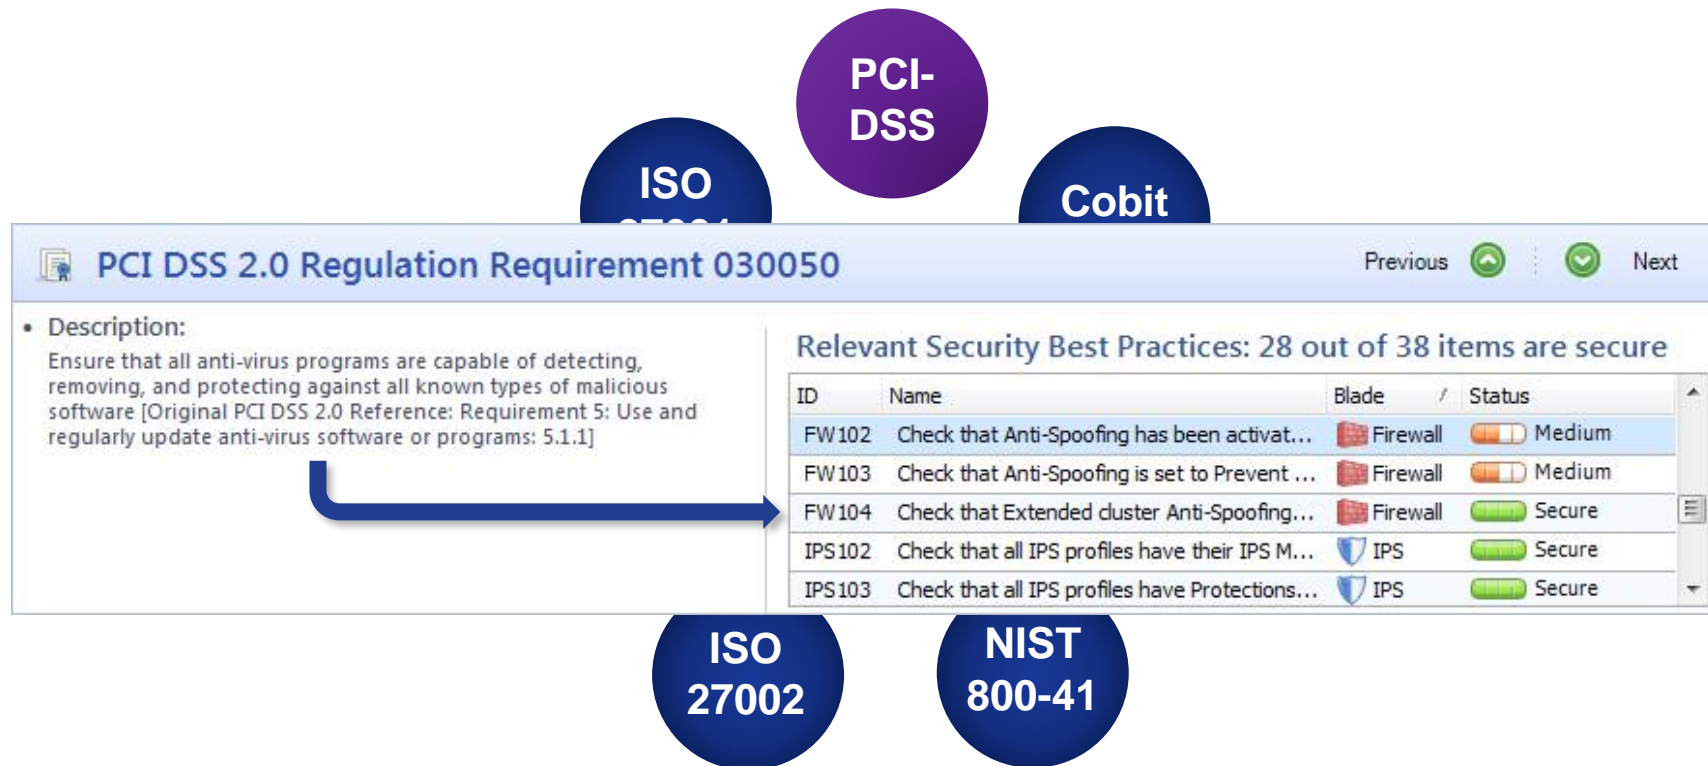 PCI-
DSS
ISO
Cobit
PCI DSS 2.0 Regulation Requirement 030050
Previous
Next
• Description:
Ensure that all anti-virus programs are capable of detecting,
removing, and protecting against all known types of malicious
software [Original PCI DSS 2.0 Reference: Requirement 5: Use and
regularly update anti-virus software or programs: 5.1.1]
Relevant Security Best Practices: 28 out of 38 items are secure
ID Name Blade / Status
FW102 Check that Anti-Spoofing has been activat... Firewall Medium
FW103 Check that Anti-Spoofing is set to Prevent ... Firewall Medium
FW104 Check that Extended cluster Anti-Spoofing... Firewall Secure
IPS102 Check that all IPS profiles have their IPS M... IPS Secure
IPS103 Check that all IPS profiles have Protections... IPS Secure
ISO
27002
NIST
800-41